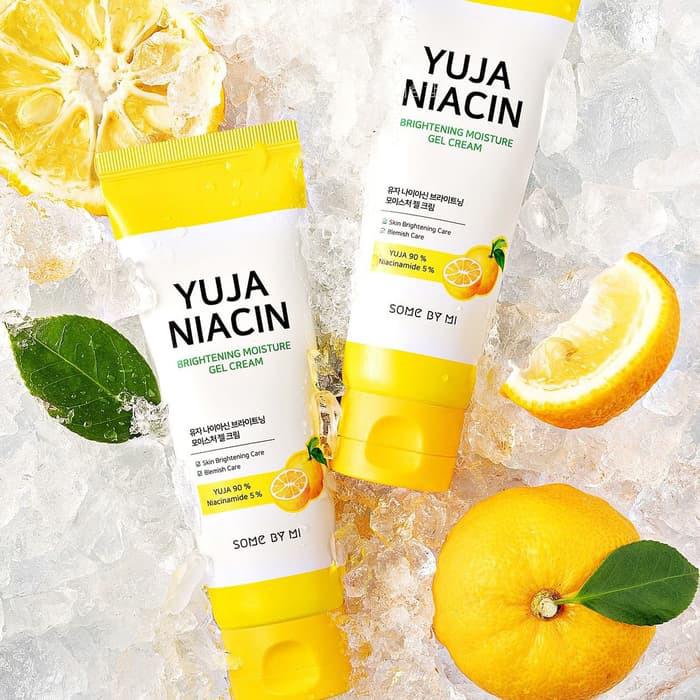 YUJA
NIACIN
BRIGHTENING MOISTURE
GEL CREAM
유자 나이아신 브라이트닝
모이스처 젤 크림
Skin Brightening Care
Blemish Care
YUJA 90 %
Niacinamide 5 %
SOME BY MI
YUJA
NIACIN
BRIGHTENING MOISTURE
GEL CREAM
유자 나이아신 브라이트닝
모이스처 젤 크림
Skin Brightening Care
Blemish Care
YUJA 90 %
Niacinamide 5 %
SOME BY MI